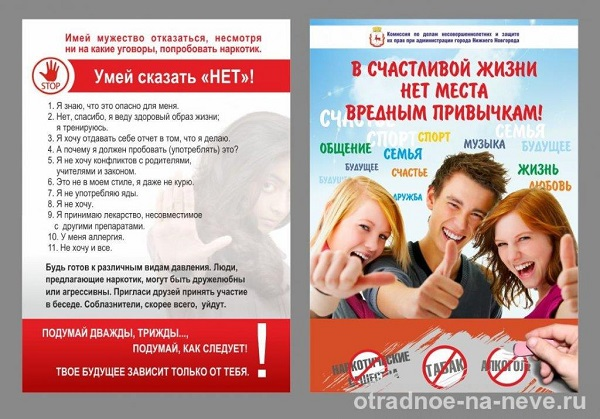 Имей мужество отказаться, несмотря
ни на какие уговоры, попробовать наркотик.
STOP
Умей сказать «НЕТ»!
1. Я знаю, что это опасно для меня.
2. Нет, спасибо, я веду здоровый образ жизни;
я тренируюсь.
3. Я хочу отдавать себе отчет в том, что я делаю.
4. А почему я должен пробовать (употреблять) это?
5. Я не хочу конфликтов с родителями,
учителями и законом.
6. Это не в моем стиле, я даже не курю.
7. Я не употребляю яды.
8. Я не хочу.
9. Я принимаю лекарство, несовместимое
с другими препаратами.
10. У меня аллергия.
11. Не хочу и все.
Будь готов к различным видам давления. Люди,
предлагающие наркотик, могут быть дружелюбны
или агрессивны. Пригласи друзей принять участие
в беседе. Соблазнители, скорее всего, уйдут.
ПОДУМАЙ ДВАЖДЫ, ТРИЖДЫ...,
ПОДУМАЙ, КАК СЛЕДУЕТ!
ТВОЕ БУДУЩЕЕ ЗАВИСИТ ТОЛЬКО ОТ ТЕБЯ.
!
Комиссия по делам несовершеннолетних и защите
их прав при администрации города Нижнего Новгорода
В СЧАСТЛИВОЙ ЖИЗНИ
НЕТ МЕСТА
ВРЕДНЫМ ПРИВЫЧКАМ!
СЧАСТЬЕ
СПОРТ
СПОРТ
СЕМЬЯ
ОБЩЕНИЕ
СЕМЬЯ
МУЗЫКА
БУДУЩЕЕ
БУДУЩЕЕ
СЧАСТЬЕ
ЖИЗНЬ
БУДУЩЕЕ
ДРУЖБА
ЛЮБОВЬ
НАРКОТИЧЕСКИЕ
ВЕЩЕСТВА
ТАБАК
АЛКОГОЛЬ
otradnoe-na-neve.ru